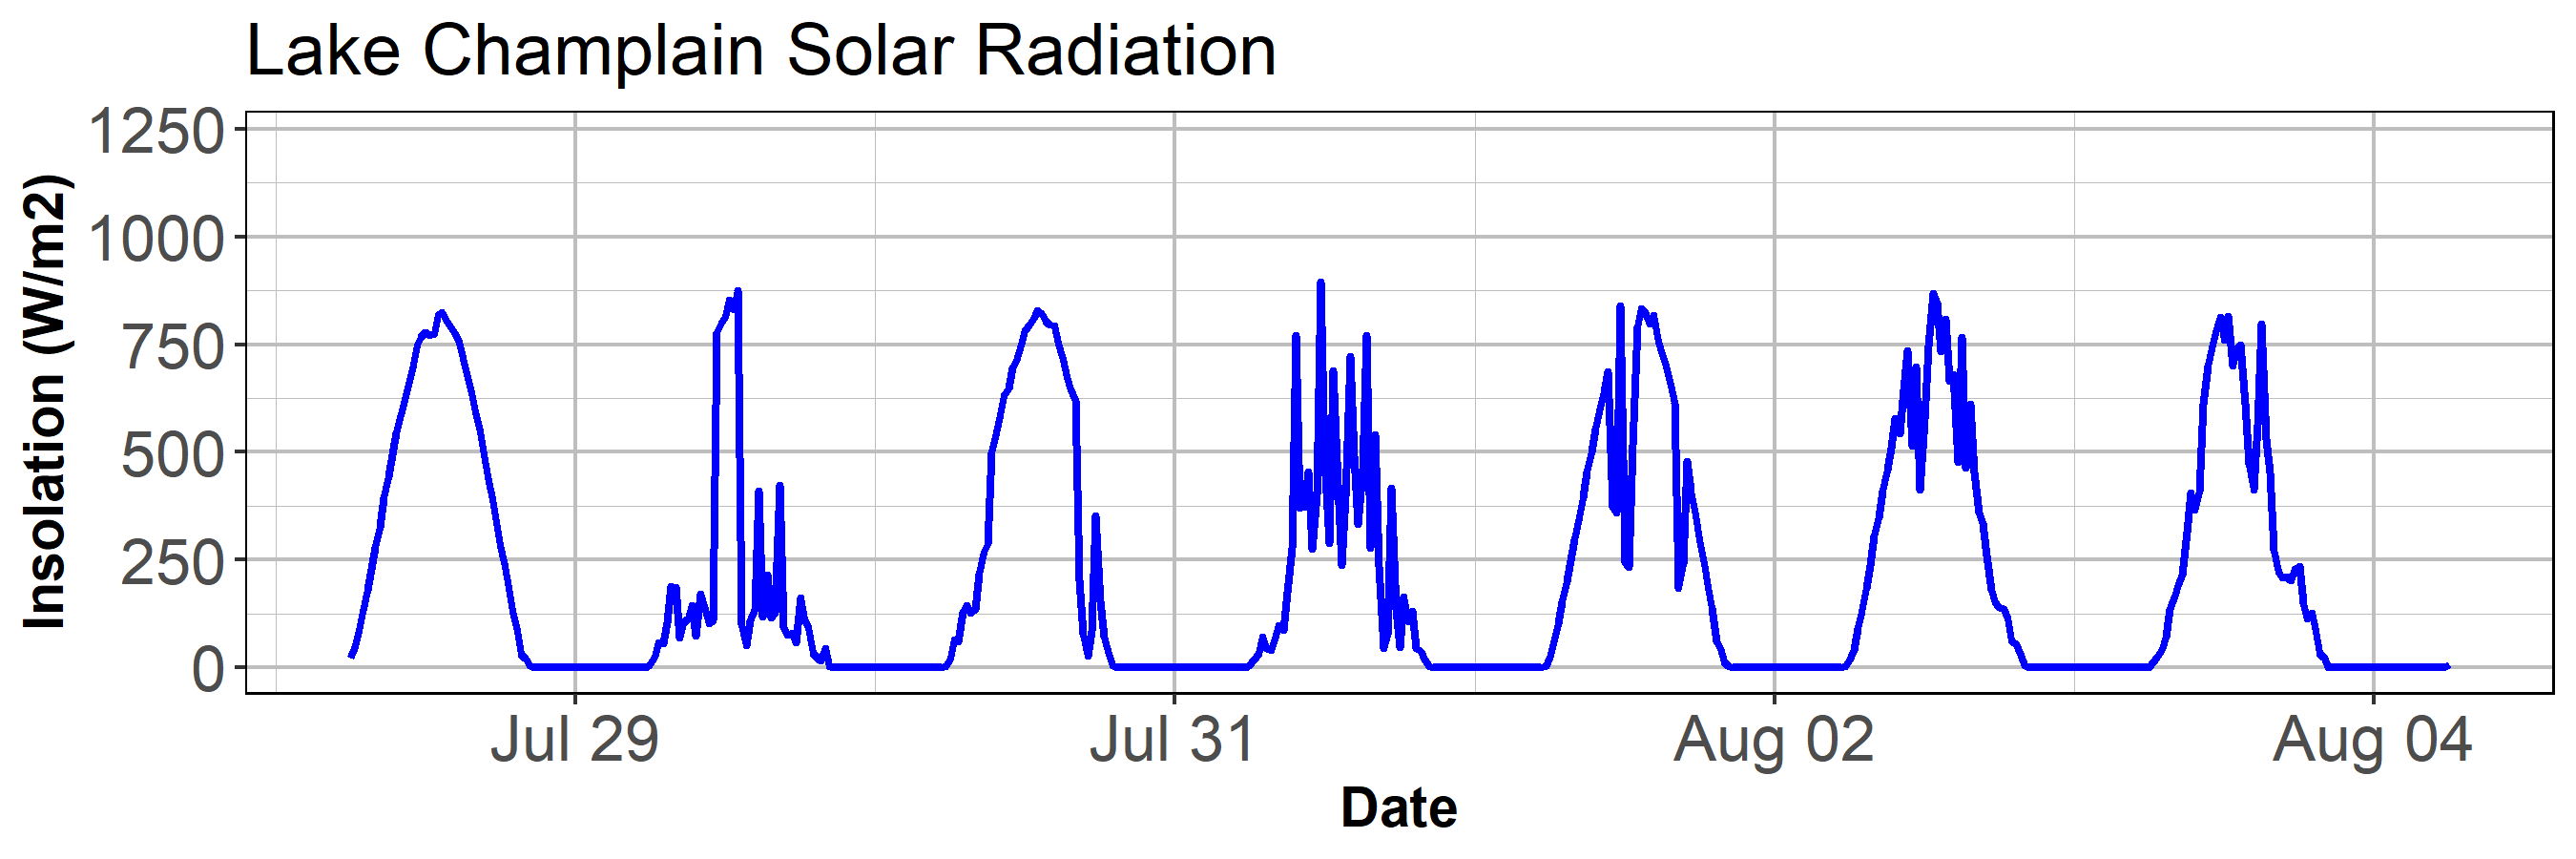 Lake Champlain Solar Radiation
1250
1000
750
500
250
0
Insolation (W/m2)
Jul 29 Jul 31 Aug 02 Aug 04
Date